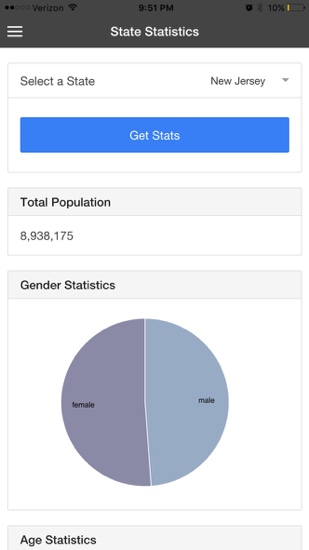 Verizon 9:51 PM 10%
State Statistics
Select a State New Jersey
Get Stats
Total Population
8,938,175
Gender Statistics
female male
Age Statistics